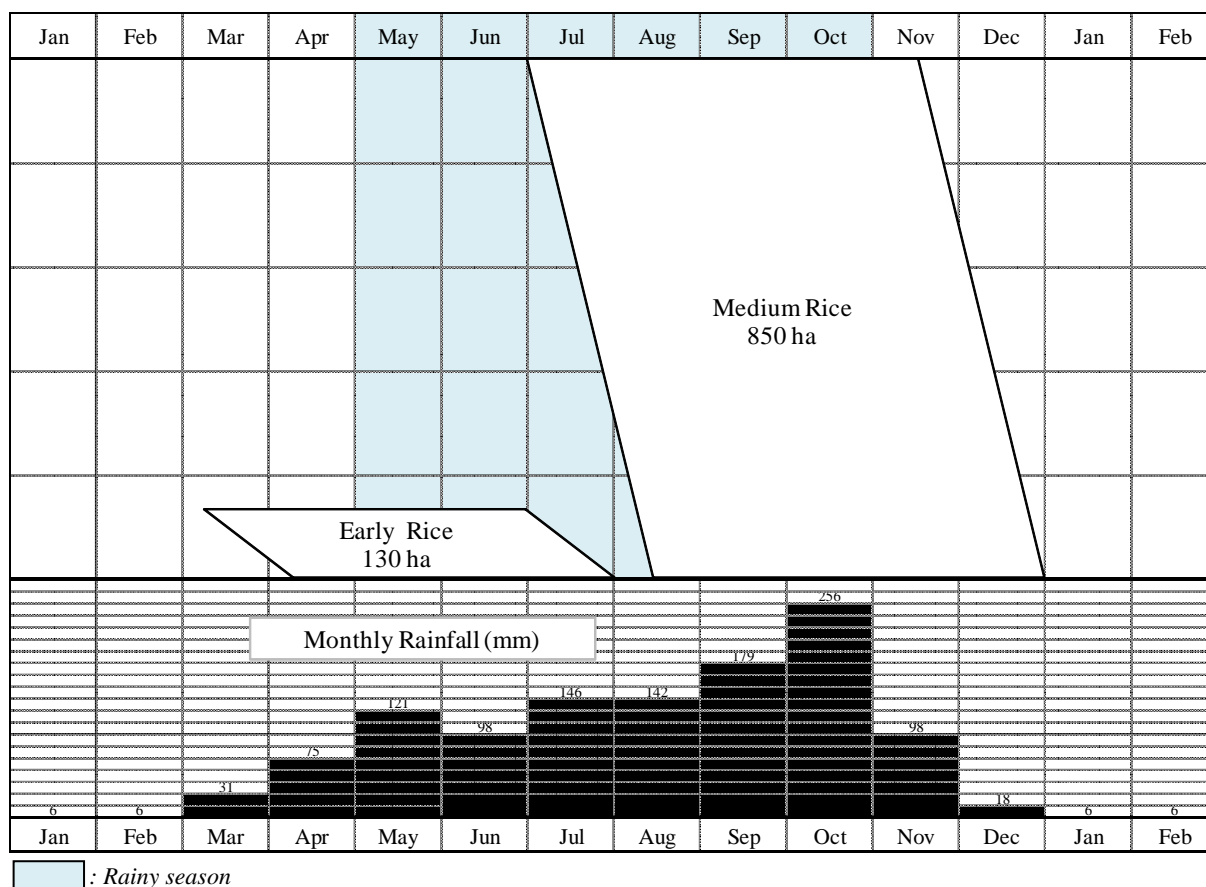 Jan Feb Mar Apr May Jun Jul Aug Sep Oct Nov Dec Jan Feb
Medium Rice
850 ha
Early Rice
130 ha
256
Monthly Rainfall (mm)
179
146 142
121
98 98
75
31
18
6 6 6 6
Jan Feb Mar Apr May Jun Jul Aug Sep Oct Nov Dec Jan Feb
: Rainy season